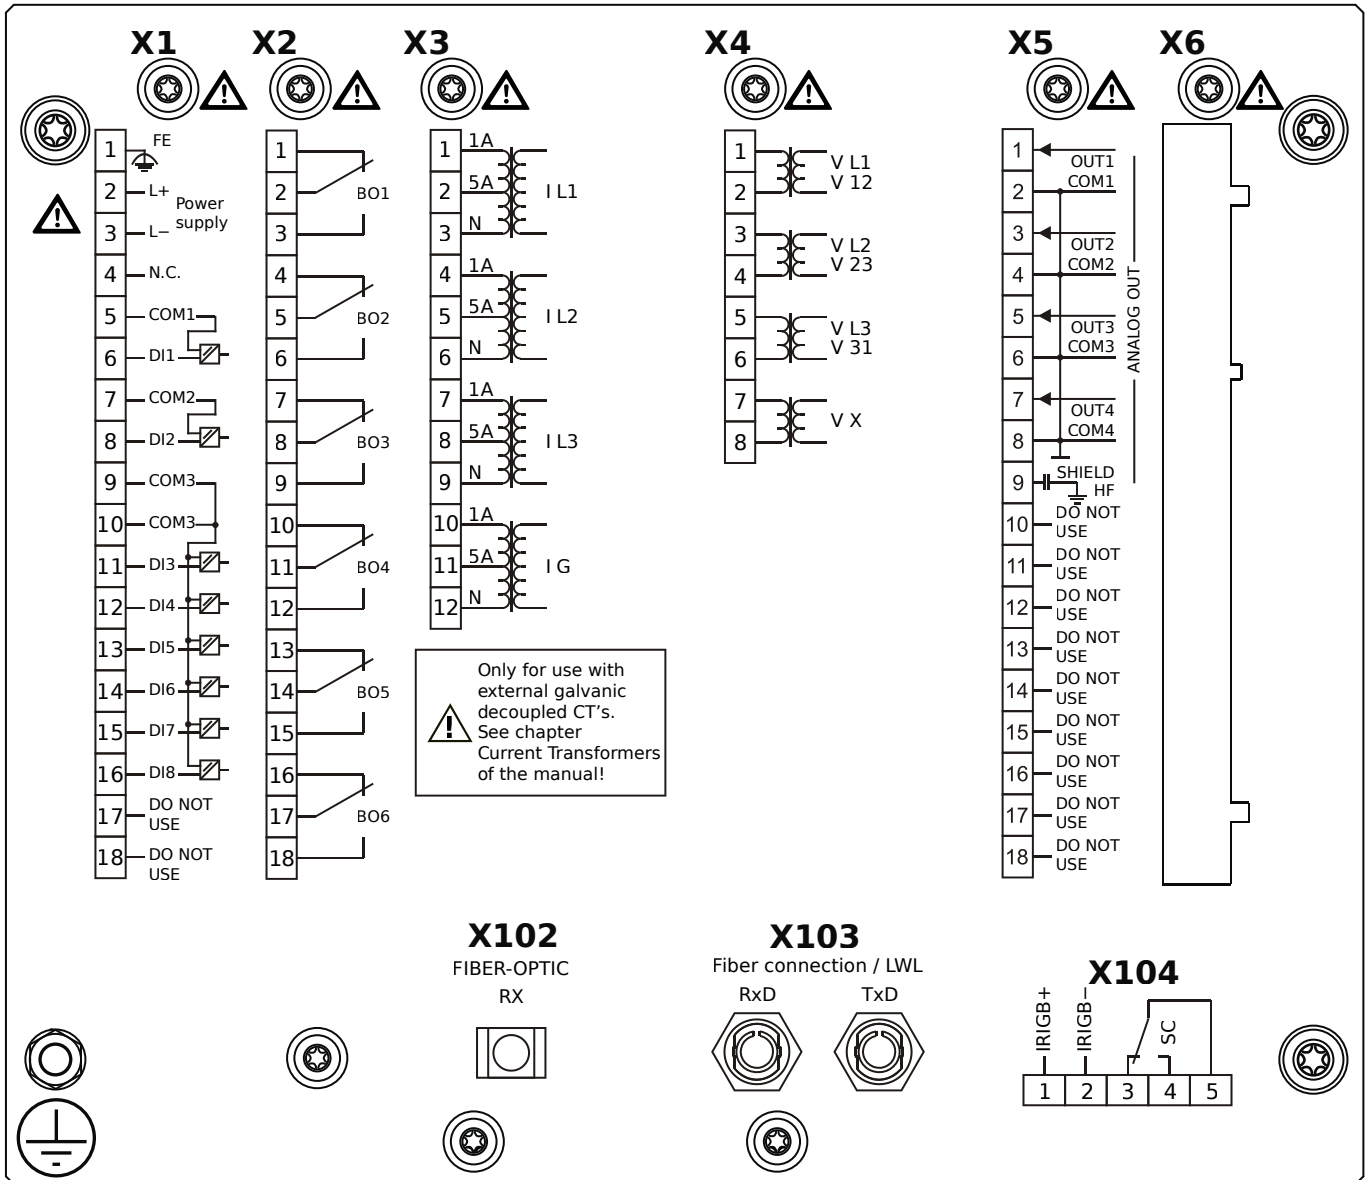 X1 X2 X3 X4 X5 X6
1 FE
2 L+
Power
supply
3 L−
4 N.C.
5 COM1
6 DI1
7 COM2
8 DI2
9 COM3
10 COM3
11 DI3
12 DI4
13 DI5
14 DI6
15 DI7
16 DI8
17 DO NOT
USE
18 DO NOT
USE
1
2 BO1
3
4
5 BO2
6
7
8 BO3
9
10
11 BO4
12
13
14 BO5
15
16
17 BO6
18
1 1A
2 5A I L1
3 N
4 1A
5 5A I L2
6 N
7 1A
8 5A I L3
9 N
10 1A
11 5A I G
12 N
Only for use with
external galvanic
decoupled CT's.
See chapter
Current Transformers
of the manual!
1 V L1
2 V 12
3 V L2
4 V 23
5 V L3
6 V 31
7 V X
8
1 OUT1
2 COM1
3 OUT2
4 COM2
5 OUT3
6 COM3
7 OUT4
8 COM4
ANALOG OUT
9 SHIELD
HF
10 DO NOT
USE
11 DO NOT
USE
12 DO NOT
USE
13 DO NOT
USE
14 DO NOT
USE
15 DO NOT
USE
16 DO NOT
USE
17 DO NOT
USE
18 DO NOT
USE
X102
FIBER-OPTIC
RX
X103
Fiber connection / LWL
RxD TxD
X104
IRIGB+ IRIGB− SC
1 2 3 4 5